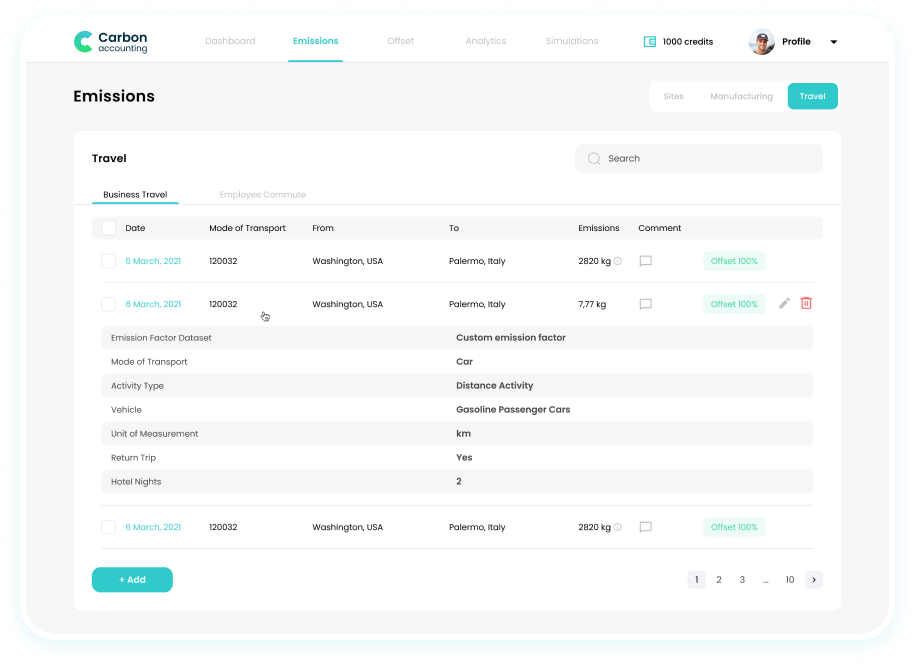 Carbon
accounting
Dashboard
Emissions
Offset
Analytics
Simulations
1000 credits
Profile
Emissions
Sites
Manufacturing
Travel
Travel
Search
Business Travel
Employee Commute
Date Mode of Transport From To Emissions Comment
6 March, 2021 120032 Washington, USA Palermo, Italy 2820 kg Offset 100%
6 March, 2021 120032 Washington, USA Palermo, Italy 7,77 kg Offset 100%
Emission Factor Dataset Custom emission factor
Mode of Transport Car
Activity Type Distance Activity
Vehicle Gasoline Passenger Cars
Unit of Measurement km
Return Trip Yes
Hotel Nights 2
6 March, 2021 120032 Washington, USA Palermo, Italy 2820 kg Offset 100%
+ Add
1 2 3 ... 10 >